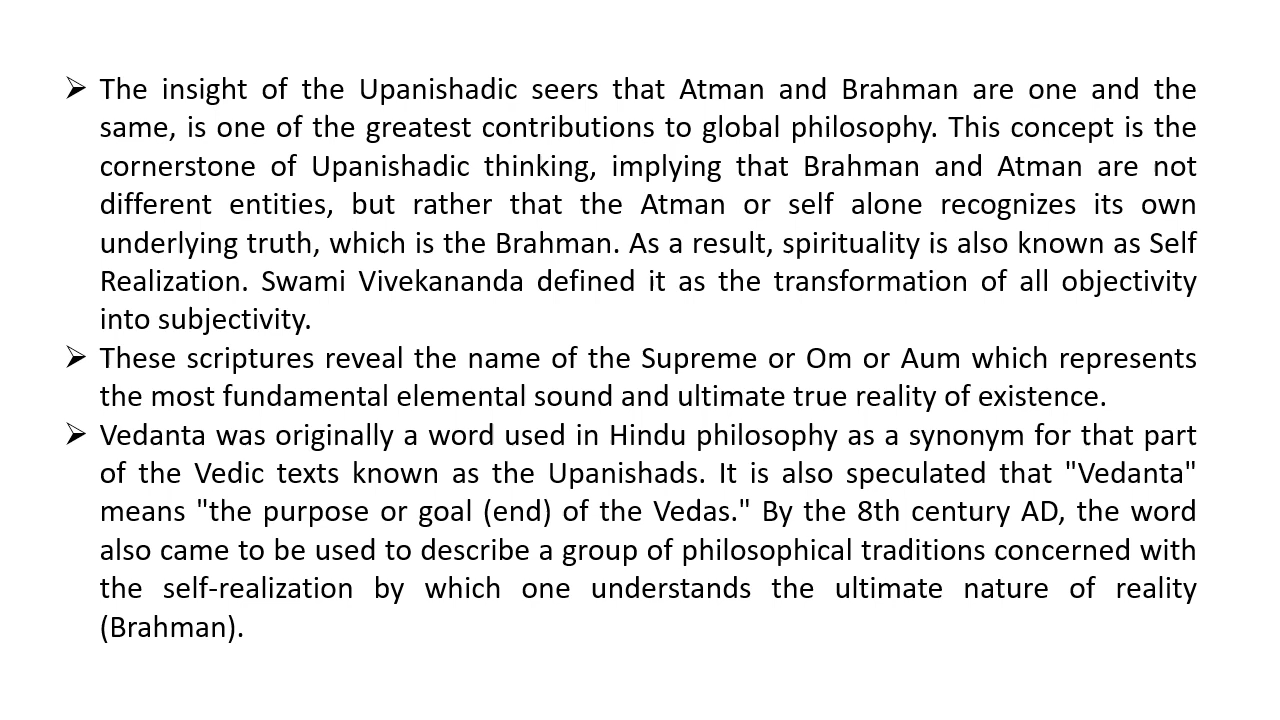 ➢ The insight of the Upanishadic seers that Atman and Brahman are one and the
same, is one of the greatest contributions to global philosophy. This concept is the
cornerstone of Upanishadic thinking, implying that Brahman and Atman are not
different entities, but rather that the Atman or self alone recognizes its own
underlying truth, which is the Brahman. As a result, spirituality is also known as Self
Realization. Swami Vivekananda defined it as the transformation of all objectivity
into subjectivity.
➢ These scriptures reveal the name of the Supreme or Om or Aum which represents
the most fundamental elemental sound and ultimate true reality of existence.
➢ Vedanta was originally a word used in Hindu philosophy as a synonym for that part
of the Vedic texts known as the Upanishads. It is also speculated that "Vedanta"
means "the purpose or goal (end) of the Vedas." By the 8th century AD, the word
also came to be used to describe a group of philosophical traditions concerned with
the self-realization by which one understands the ultimate nature of reality
(Brahman).